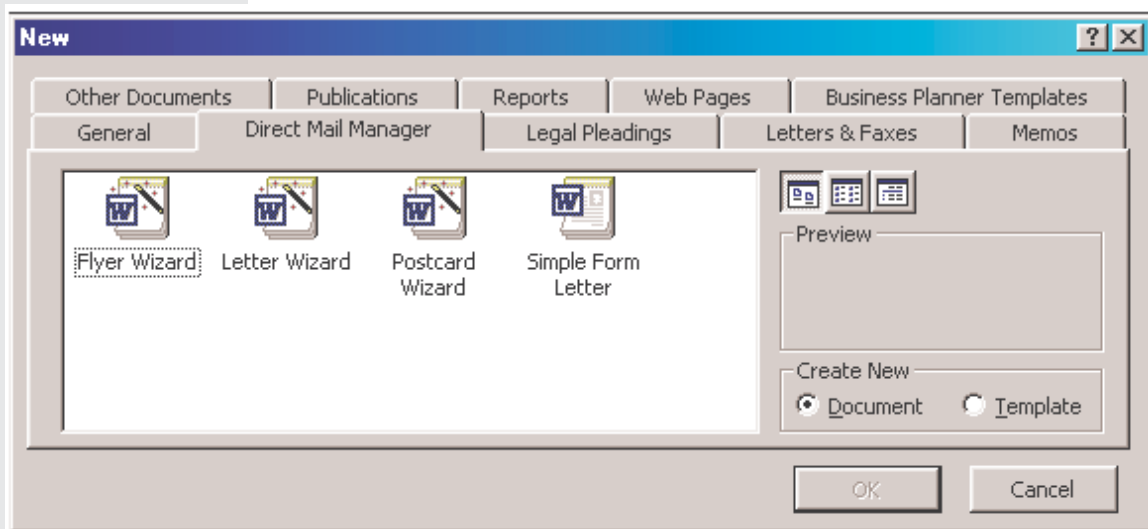 New
Other Documents Publications Reports Web Pages Business Planner Templates
General Direct Mail Manager Legal Pleadings Letters & Faxes Memos
Flyer Wizard Letter Wizard Postcard Wizard Simple Form Letter
Preview
Create New
Document Template
OK Cancel